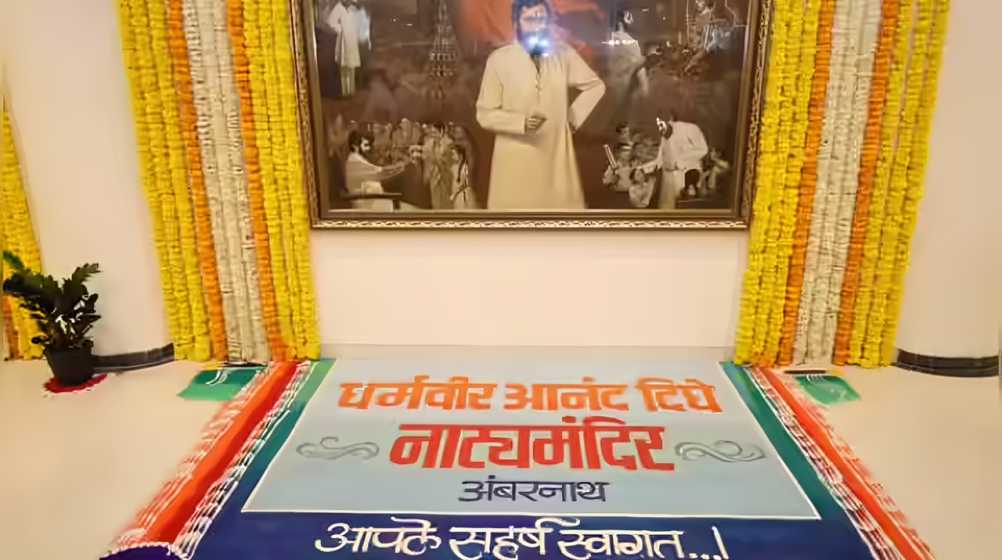 धर्मवीर आनंद दिघे
नाट्यमंदिर
अंबरनाथ
आपले सहर्ष स्वागत...!